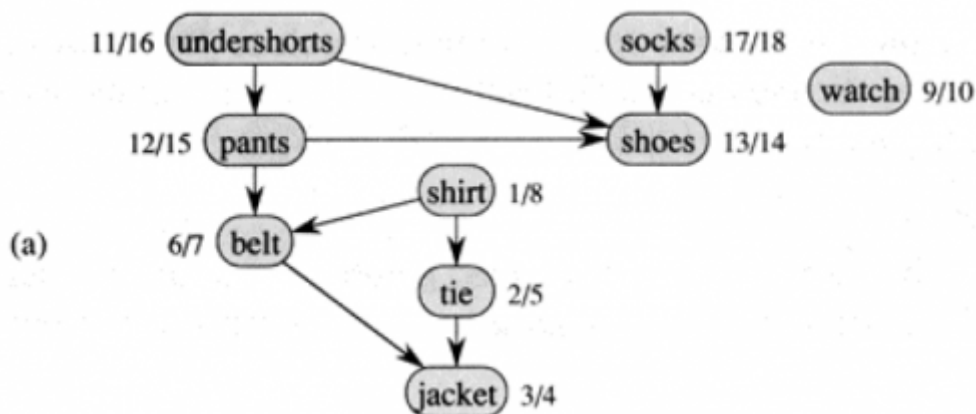 11/16 undershorts socks 17/18
watch 9/10
12/15 pants shoes 13/14
shirt 1/8
(a) 6/7 belt
tie 2/5
jacket 3/4